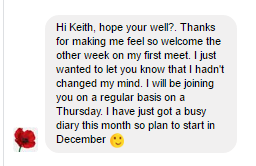 Hi Keith, hope your well?. Thanks
for making me feel so welcome the
other week on my first meet. I just
wanted to let you know that I hadn't
changed my mind. I will be joining
you on a regular basis on a
Thursday. I have just got a busy
diary this month so plan to start in
December 🙂